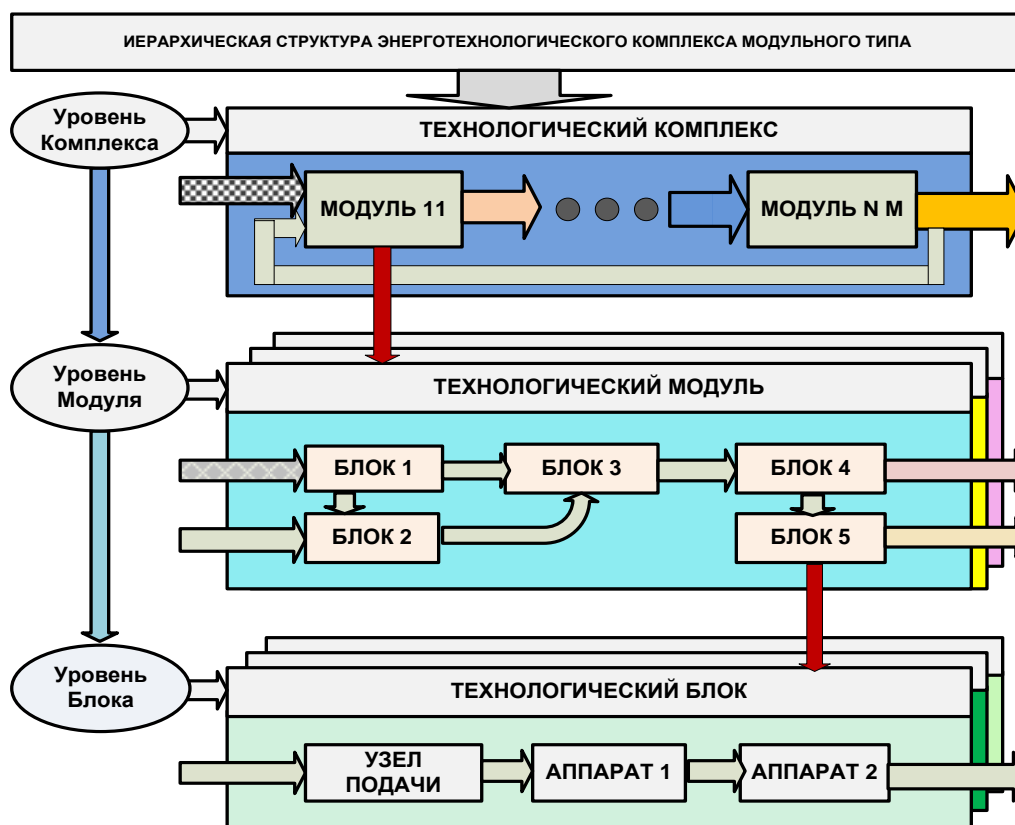 ИЕРАРХИЧЕСКАЯ СТРУКТУРА ЭНЕРГОТЕХНОЛОГИЧЕСКОГО КОМПЛЕКСА МОДУЛЬНОГО ТИПА
Уровень
Комплекса
ТЕХНОЛОГИЧЕСКИЙ КОМПЛЕКС
МОДУЛЬ 11
МОДУЛЬ N M
Уровень
Модуля
ТЕХНОЛОГИЧЕСКИЙ МОДУЛЬ
БЛОК 1
БЛОК 3
БЛОК 4
БЛОК 2
БЛОК 5
Уровень
Блока
ТЕХНОЛОГИЧЕСКИЙ БЛОК
УЗЕЛ
ПОДАЧИ
АППАРАТ 1
АППАРАТ 2